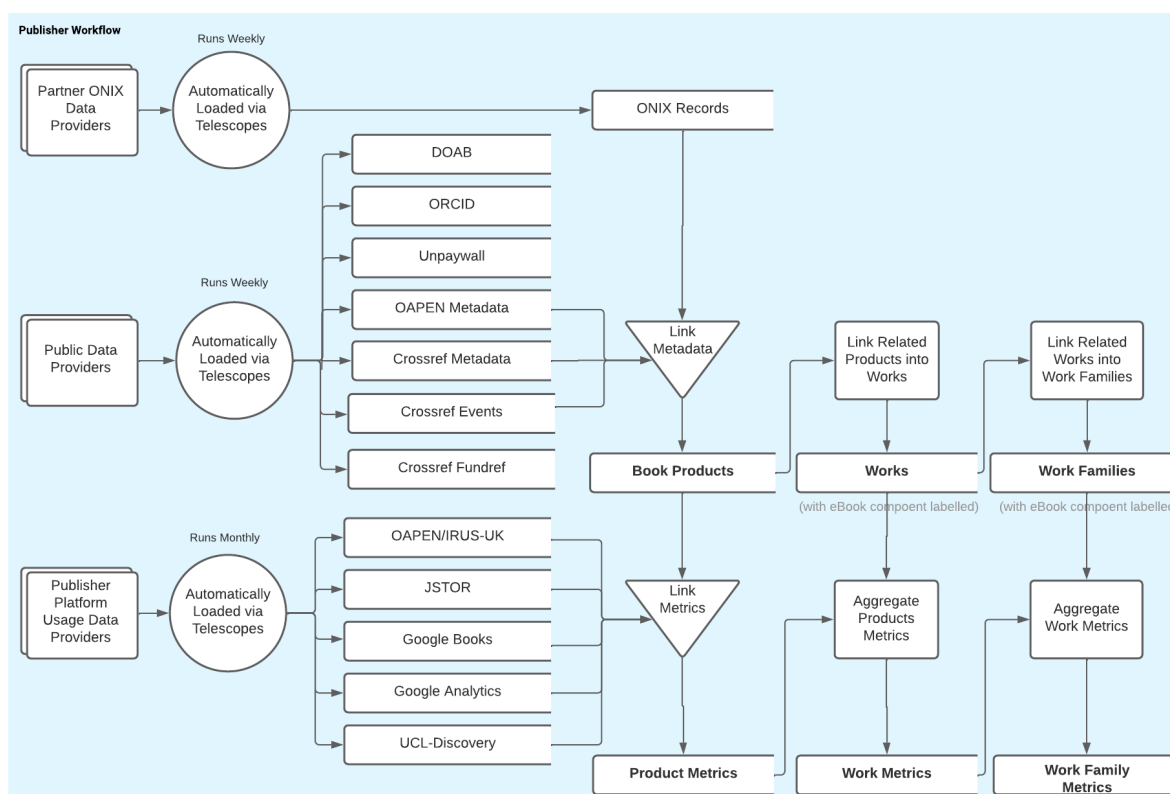 Publisher Workflow
Runs Weekly
Partner ONIX
Data
Providers
Automatically
Loaded via
Telescopes
ONIX Records
DOAB
ORCID
Unpaywall
OAPEN Metadata
Crossref Metadata
Crossref Events
Crossref Fundref
Runs Weekly
Public Data
Providers
Automatically
Loaded via
Telescopes
Link
Metadata
Link Related
Products into
Works
Link Related
Works into
Work Families
Book Products
Works
(with eBook compoent labelled)
Work Families
(with eBook compoent labelled
Runs Monthly
Publisher
Platform
Usage Data
Providers
Automatically
Loaded via
Telescopes
OAPEN/IRUS-UK
JSTOR
Google Books
Google Analytics
UCL-Discovery
Link
Metrics
Aggregate
Products
Metrics
Aggregate
Work Metrics
Product Metrics
Work Metrics
Work Family
Metrics